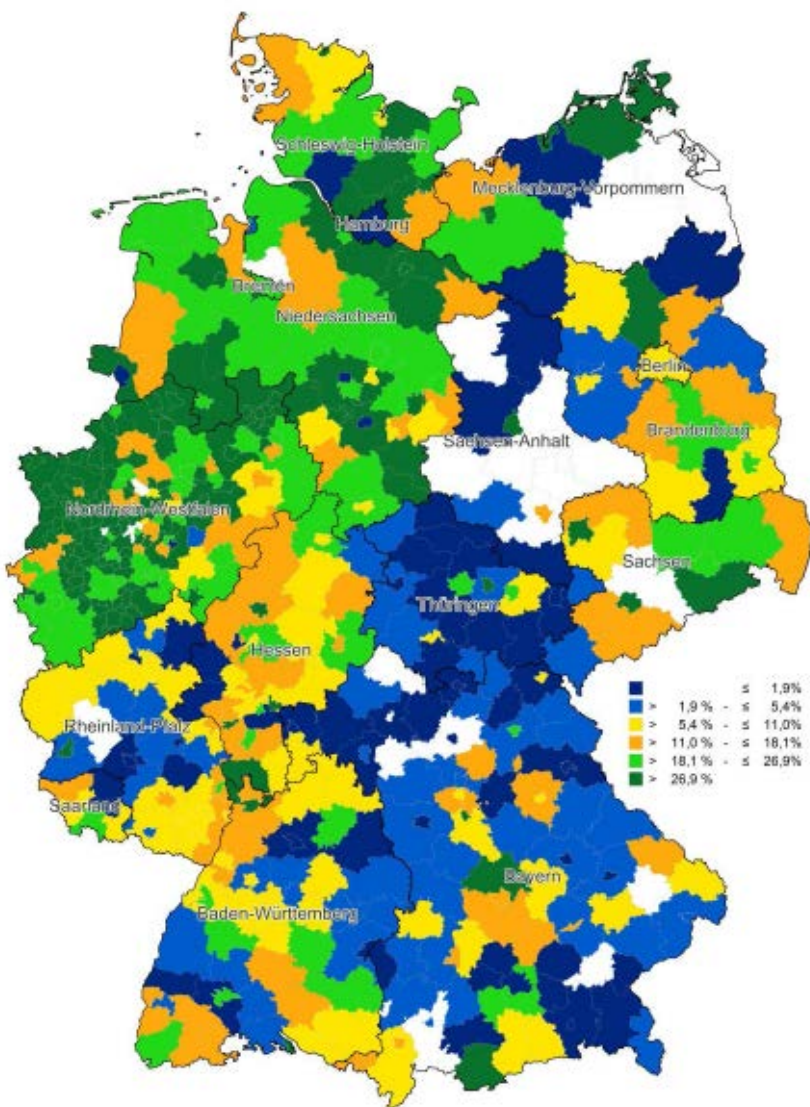 Schleswig-Holstein
Mecklenburg-Vorpommern
Hamburg
Bremen
Niedersachsen
Berlin
Sachsen-Anhalt
Brandenburg
Nordrhein-Westfalen
Sachsen
Thüringen
Hessen
Rheinland-Pfalz
Saarland
Bayern
Baden-Württemberg
≤ 1,9%
> 1,9 % - ≤ 5,4%
> 5,4 % - ≤ 11,0%
> 11,0 % - ≤ 18,1%
> 18,1 % - ≤ 26,9%
> 26,9 %